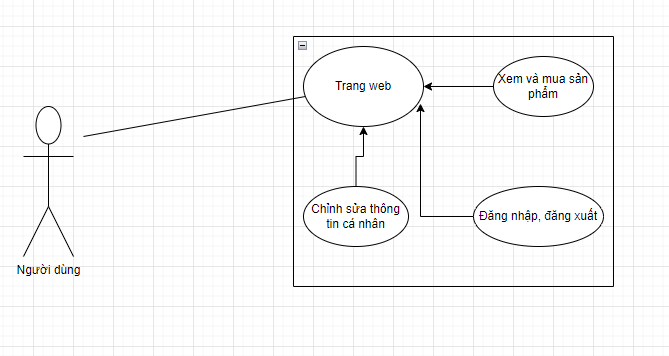 Trang web
Xem và mua sản
phẩm
Chỉnh sửa thông
tin cá nhân
Đăng nhập, đăng xuất
Người dùng